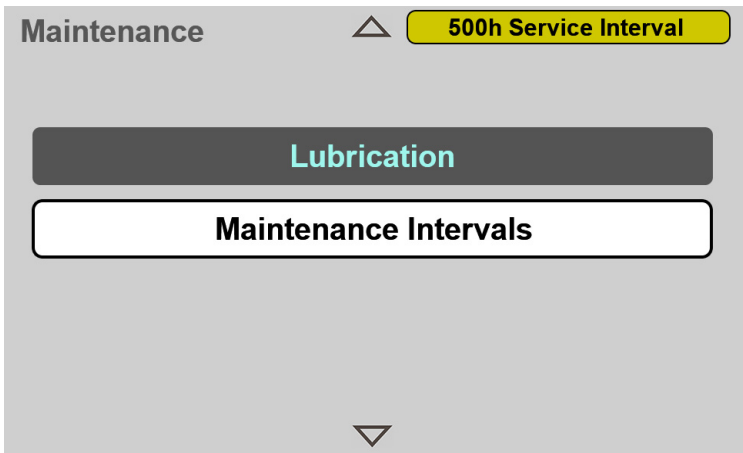 Maintenance
500h Service Interval
Lubrication
Maintenance Intervals